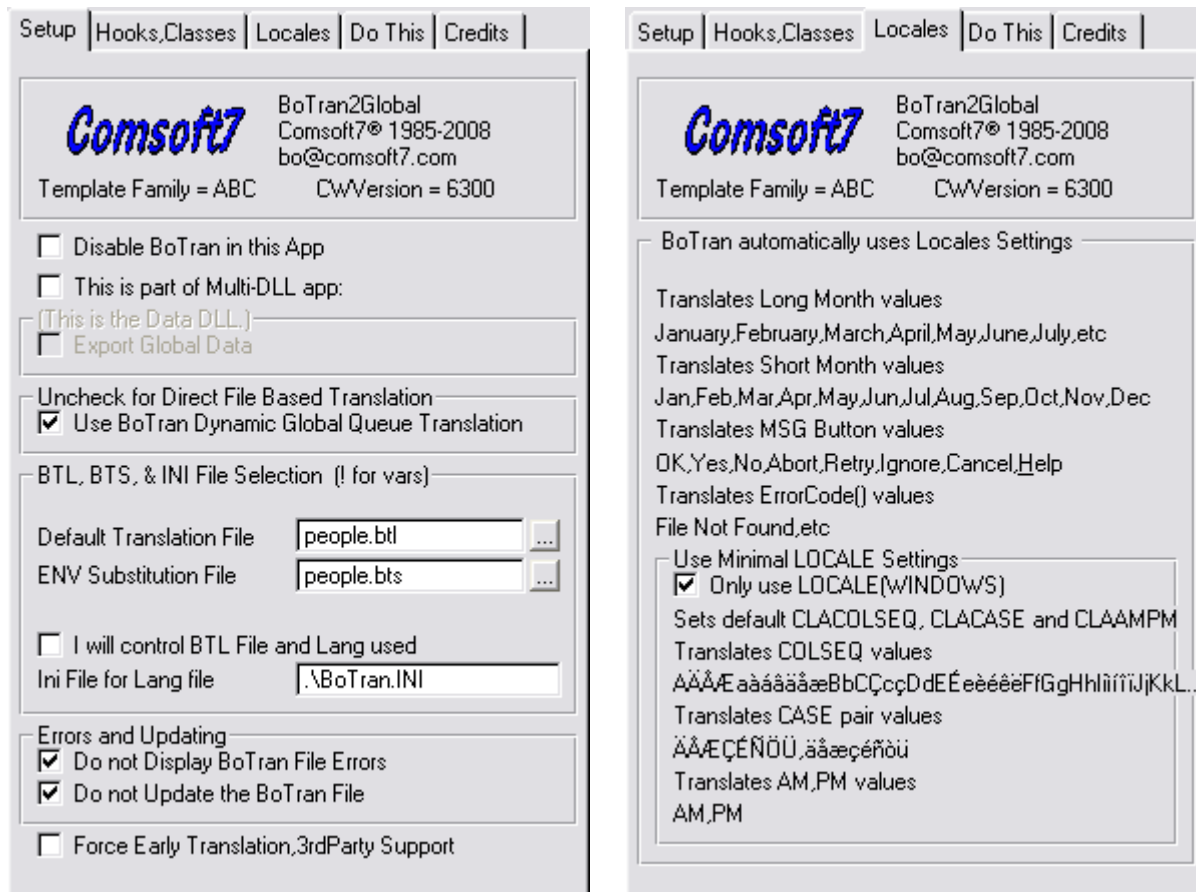 Setup Hooks,Classes Locales Do This Credits
Comsoft7
BoTran2Global
Comsoft7® 1985-2008
bo@comsoft7.com
Template Family = ABC CwVersion = 6300
Disable BoTran in this App
This is part of Multi-DLL app:
(This is the Data DLL.)
Export Global Data
Uncheck for Direct File Based Translation
Use BoTran Dynamic Global Queue Translation
BTL, BTS, & INI File Selection (! for vars)
Default Translation File people.btl ...
ENV Substitution File people.bts ...
I will control BTL File and Lang used
Ini File for Lang file .\BoTran.INI
Errors and Updating
Do not Display BoTran File Errors
Do not Update the BoTran File
Force Early Translation,3rdParty Support
Setup Hooks,Classes Locales Do This Credits
Comsoft7
BoTran2Global
Comsoft7® 1985-2008
bo@comsoft7.com
Template Family = ABC CwVersion = 6300
BoTran automatically uses Locales Settings
Translates Long Month values
January,February,March,April,May,June,July,etc
Translates Short Month values
Jan,Feb,Mar,Apr,May,Jun,Jul,Aug,Sep,Oct,Nov,Dec
Translates MSG Button values
OK,Yes,No,Abort,Retry,Ignore,Cancel,Help
Translates ErrorCode() values
File Not Found,etc
Use Minimal LOCALE Settings
Only use LOCALE(WINDOWS)
Sets default CLACOLSEQ, CLACASE and CLAAMPM
Translates COLSEQ values
AÄÅÆaàáâäåæBbCÇcçDdEÉeèéêëFfGgHhIiìíîïJjKkL..
Translates CASE pair values
ÄÅÆÇÉÑÖÜ,äåæçéñöü
Translates AM,PM values
AM,PM